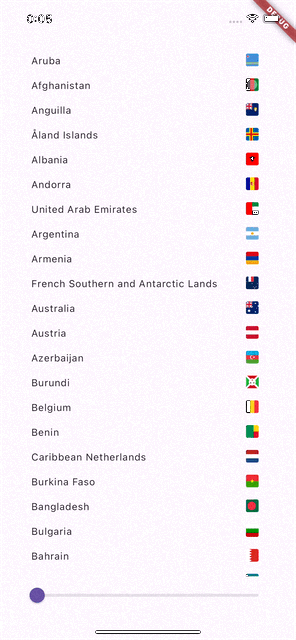 6:05
DEBUG
Aruba
Afghanistan
Anguilla
Åland Islands
Albania
Andorra
United Arab Emirates
Argentina
Armenia
French Southern and Antarctic Lands
Australia
Austria
Azerbaijan
Burundi
Belgium
Benin
Caribbean Netherlands
Burkina Faso
Bangladesh
Bulgaria
Bahrain